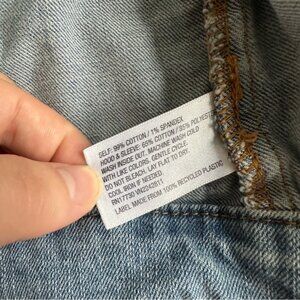 SELF: 99% COTTON / 1% SPANDEX
HOOD & SLEEVE: 65% COTTON / 35% POLYESTER
WASH INSIDE OUT. MACHINE WASH COLD
WITH LIKE COLORS. GENTLE CYCLE.
DO NOT BLEACH. LAY FLAT TO DRY.
COOL IRON IF NEEDED.
RN17730 VN2242811
LABEL MADE FROM 100% RECYCLED PLASTIC